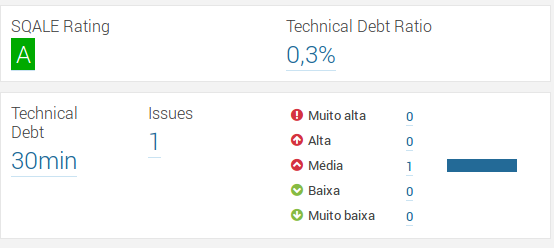 SQALE Rating
A
Technical Debt Ratio
0,3%
Technical
Debt
30min
Issues
1
Muito alta 0
Alta 0
Média 1
Baixa 0
Muito baixa 0